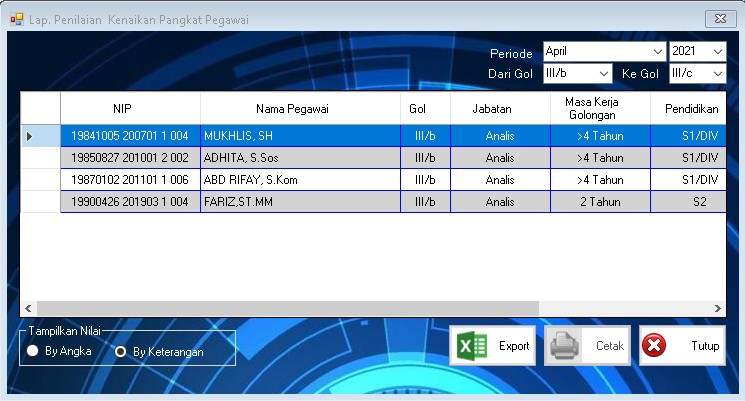 Lap. Penilaian Kenaikan Pangkat Pegawai
Periode April 2021
Dari Gol III/b Ke Gol III/c
NIP Nama Pegawai Gol Jabatan Masa Kerja Golongan Pendidikan
19841005 200701 1 004 MUKHLIS, SH III/b Analis >4 Tahun S1/DIV
19850827 201001 2 002 ADHITA, S.Sos III/b Analis >4 Tahun S1/DIV
19870102 201101 1 006 ABD RIFAY, S.Kom III/b Analis >4 Tahun S1/DIV
19900426 201903 1 004 FARIZ,ST.MM III/b Analis 2 Tahun S2
Tampilkan Nilai
By Angka By Keterangan
Export Cetak Tutup